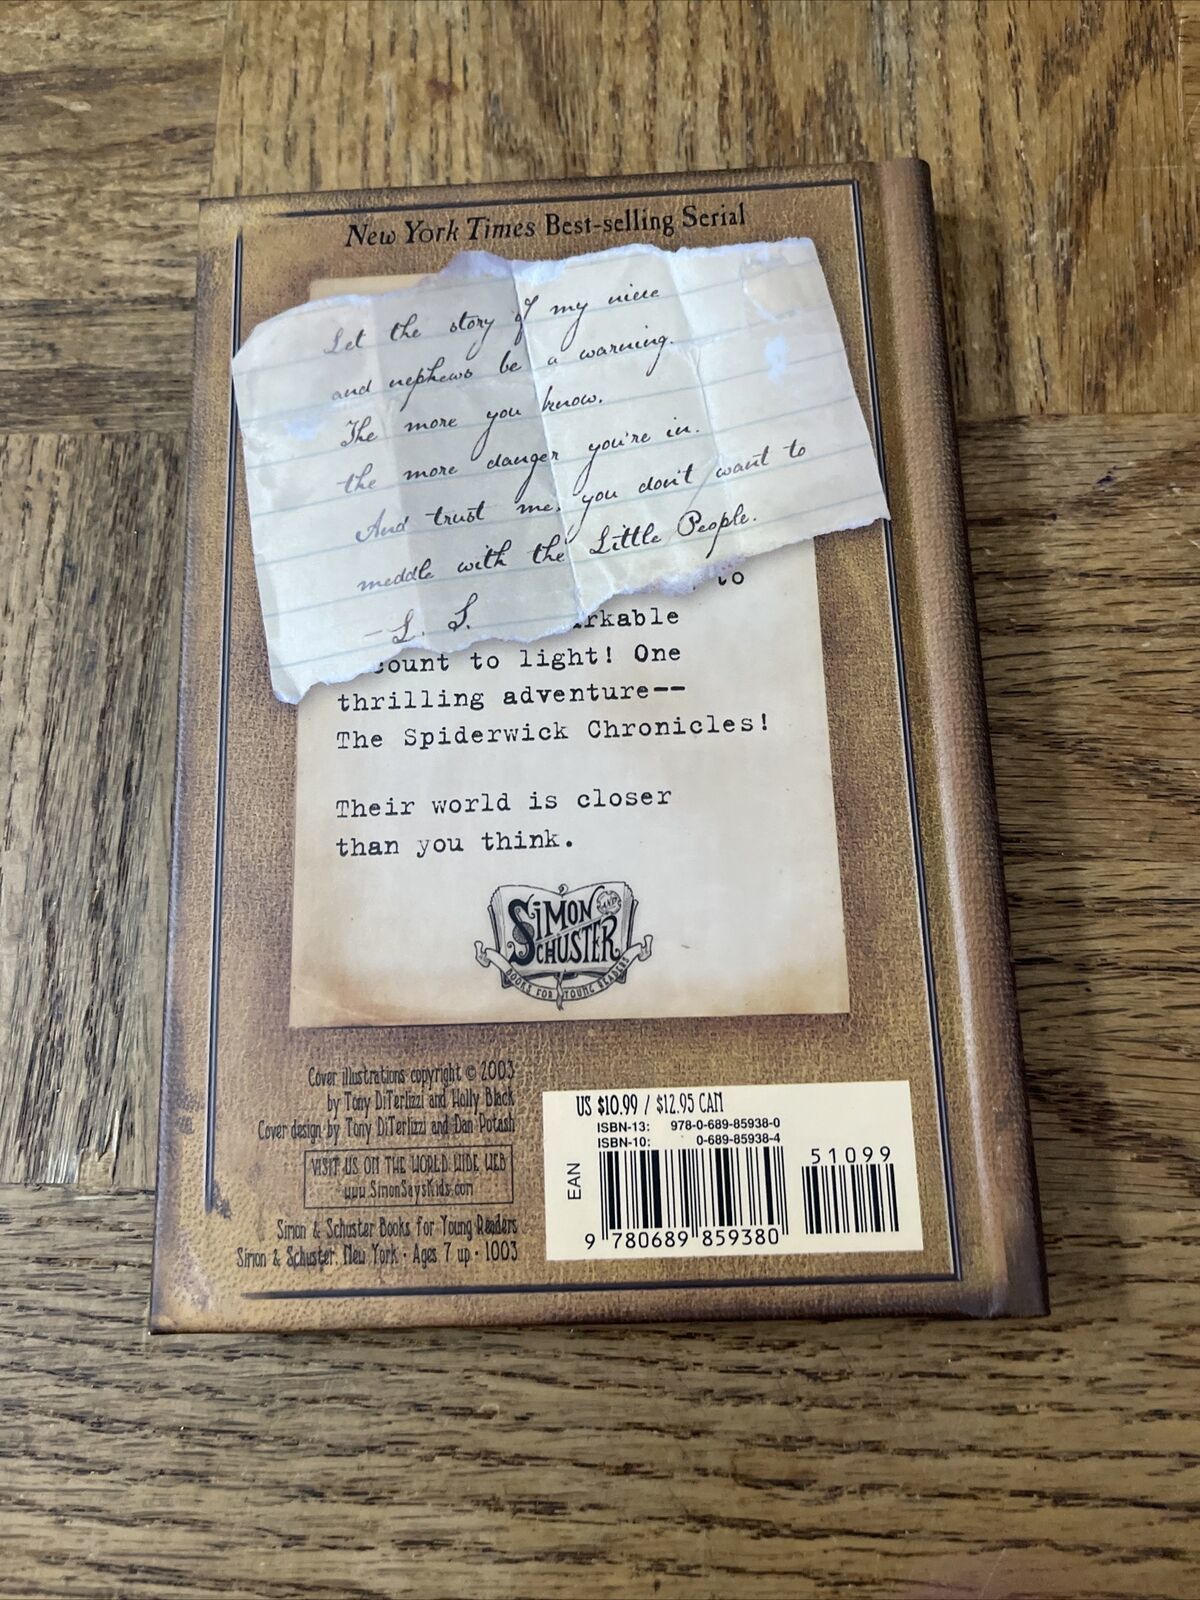 New York Times Best-selling Serial
Let the story of my niece
and nephews be a warning.
The more you know,
the more danger you're in.
And trust me, you don't want to
meddle with the Little People.
— L. S.
to
rkable
count to light! One
thrilling adventure--
The Spiderwick Chronicles!
Their world is closer
than you think.
SIMON AND
SCHUSTER
BOOKS FOR YOUNG READERS
Cover illustrations copyright © 2003
by Tony DiTerlizzi and Holly Black
Cover design by Tony DiTerlizzi and Dan Potash
VISIT US ON THE WORLD WIDE WEB
www.SimonSaysKids.com
Simon & Schuster Books for Young Readers
Simon & Schuster, New York · Ages 7 up · 1003
US $10.99 / $12.95 CAN
ISBN-13: 978-0-689-85938-0
ISBN-10: 0-689-85938-4
51099
EAN
9 780689 859380